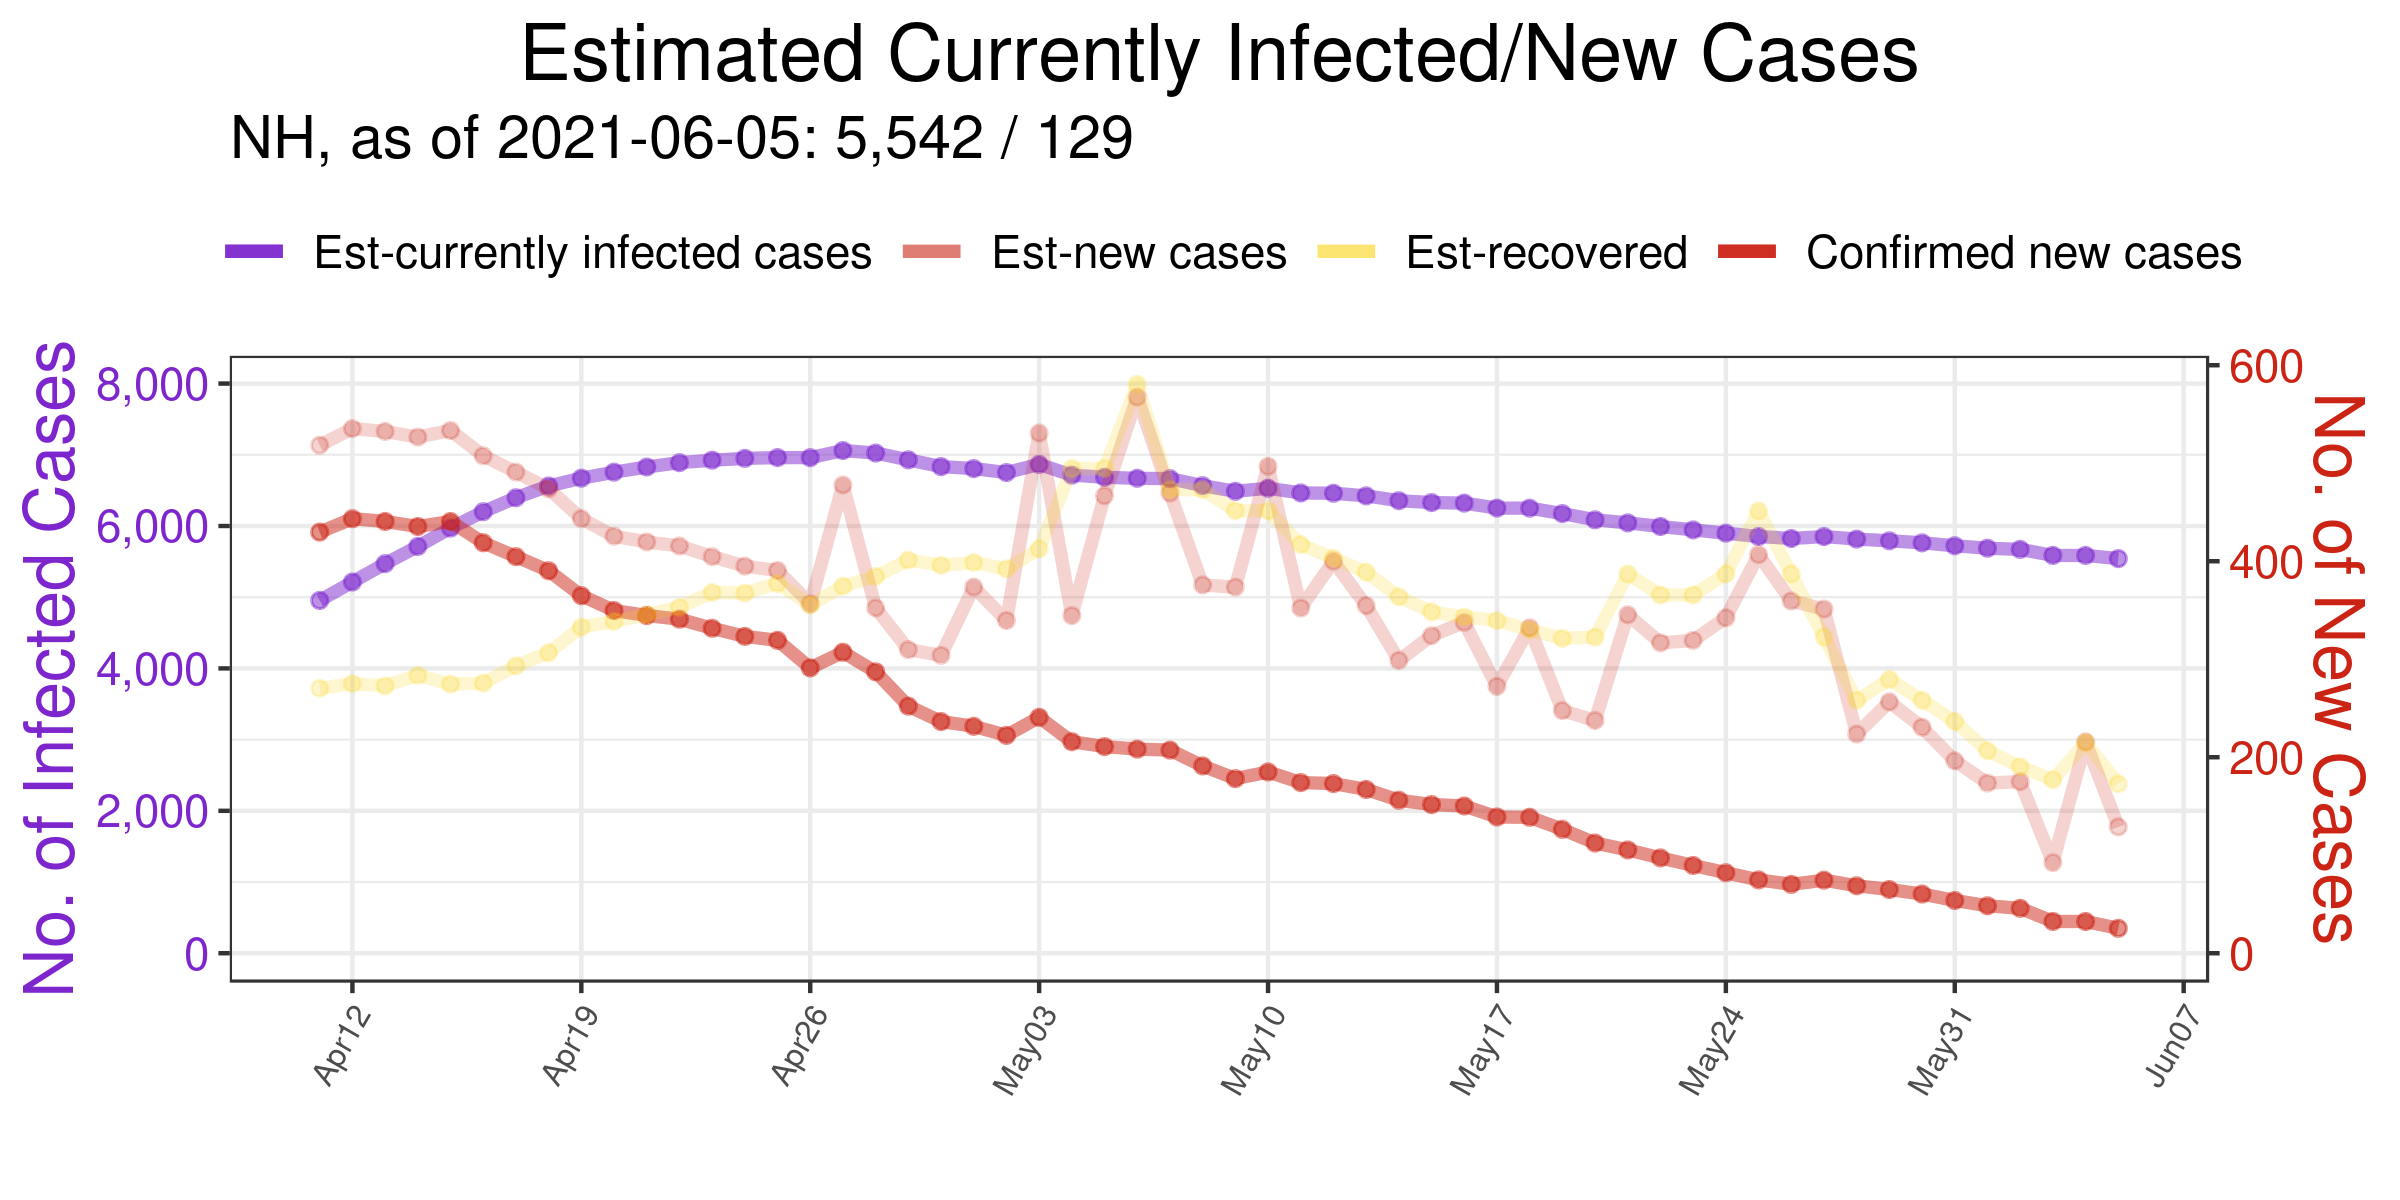 Estimated Currently Infected/New Cases
NH, as of 2021-06-05: 5,542 / 129
Est-currently infected cases Est-new cases Est-recovered Confirmed new cases
No. of Infected Cases
8,000
6,000
4,000
2,000
0
600
400
200
0
No. of New Cases
Apr12 Apr19 Apr26 May03 May10 May17 May24 May31 Jun07